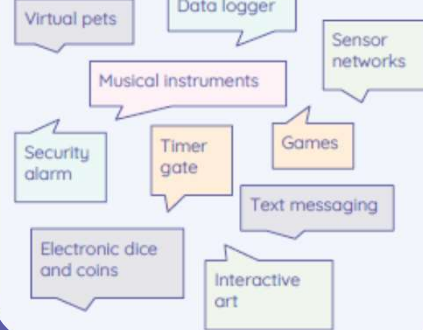 Virtual pets
Data logger
Sensor
networks
Musical instruments
Security
alarm
Timer
gate
Games
Text messaging
Electronic dice
and coins
Interactive
art